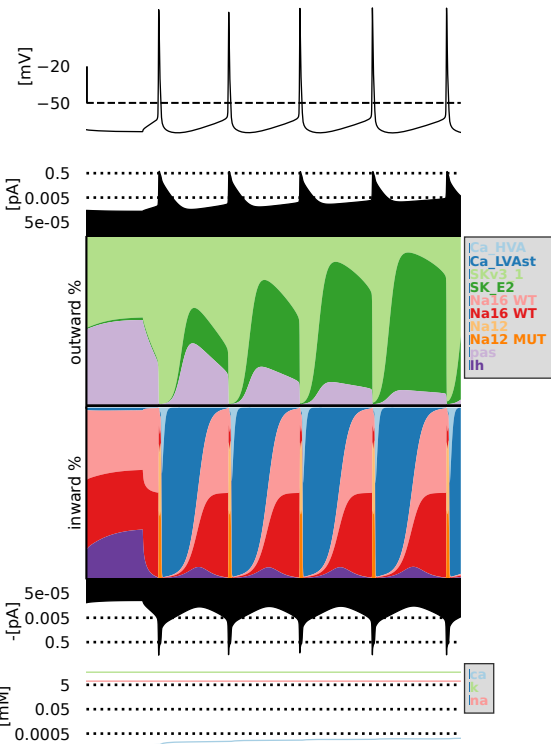 [mV]
−20
−50
[pA]
0.5
0.005
5e-05
outward %
Ca_HVA
Ca_LVAst
SKv3_1
SK_E2
Na16 WT
Na16 WT
Na12
Na12 MUT
pas
Ih
inward %
-[pA]
5e-05
0.005
0.5
[mM]
5
0.05
0.0005
ca
k
na